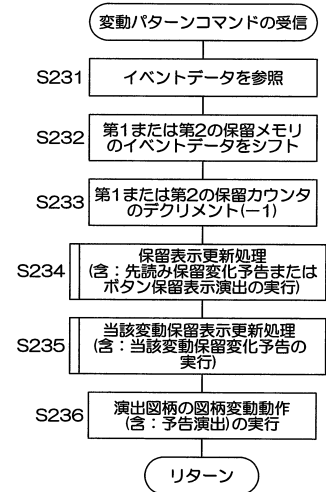 変動パターンコマンドの受信
S231
イベントデータを参照
S232
第1または第2の保留メモリ
のイベントデータをシフト
S233
第1または第2の保留カウンタ
のデクリメント(－1)
S234
保留表示更新処理
(含：先読み保留変化予告または
ボタン保留表示演出の実行)
S235
当該変動保留表示更新処理
(含：当該変動保留変化予告の
実行)
S236
演出図柄の図柄変動動作
(含：予告演出)の実行
リターン